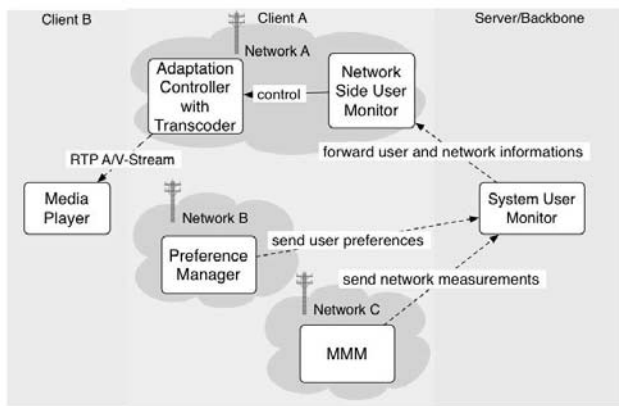 Client B
Client A
Server/Backbone
Network A
Adaptation
Controller
with
Transcoder
control
Network
Side User
Monitor
RTP A/V-Stream
forward user and network informations
Media
Player
Network B
System User
Monitor
Preference
Manager
send user preferences
send network measurements
Network C
MMM